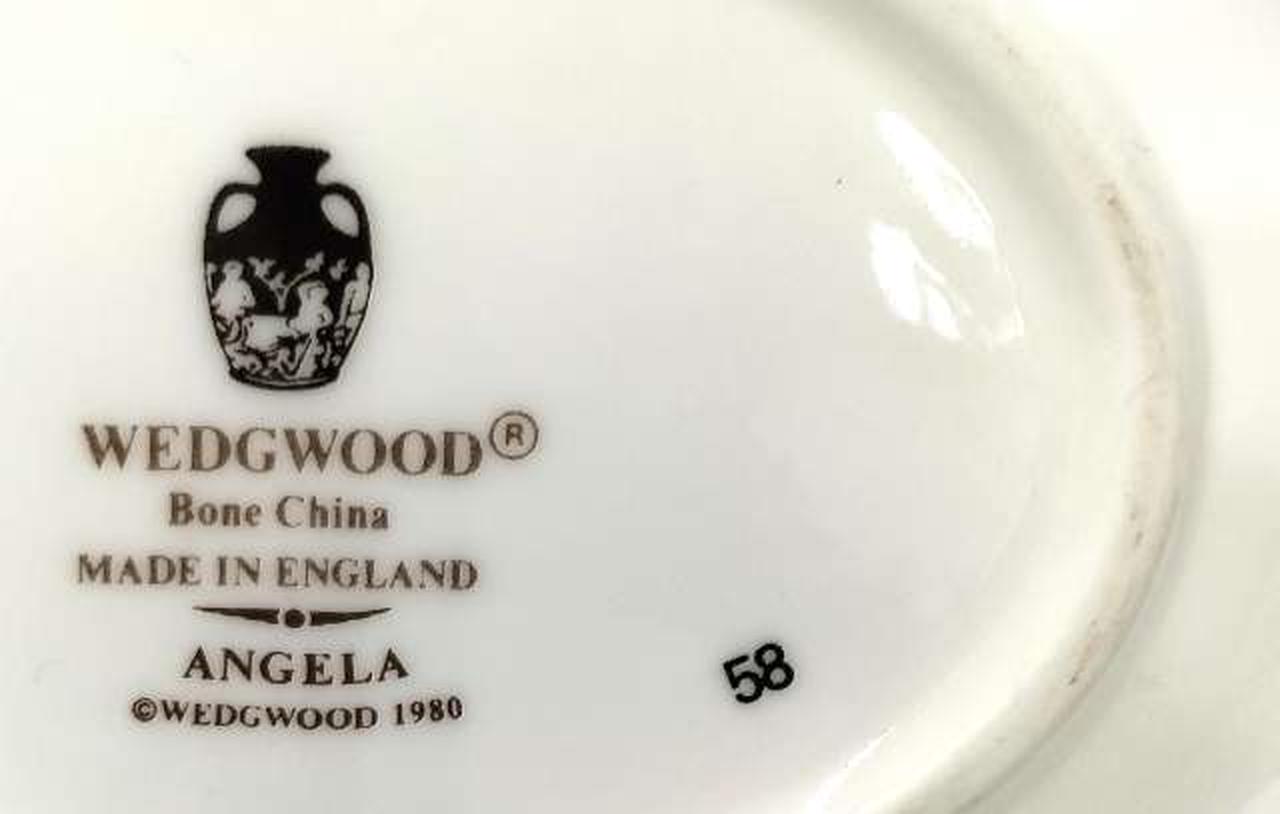 WEDGWOOD®
Bone China
MADE IN ENGLAND
ANGELA
©WEDGWOOD 1980
58